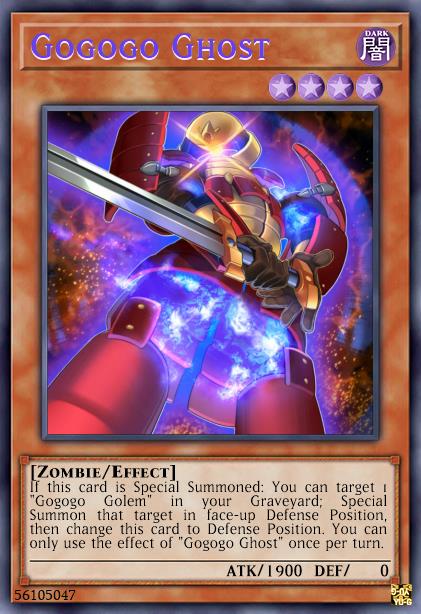 Gogogo Ghost
DARK
闇
[Zombie/Effect]
If this card is Special Summoned: You can target 1
"Gogogo Golem" in your Graveyard; Special
Summon that target in face-up Defense Position,
then change this card to Defense Position. You can
only use the effect of "Gogogo Ghost" once per turn.
ATK/1900 DEF/ 0
56105047